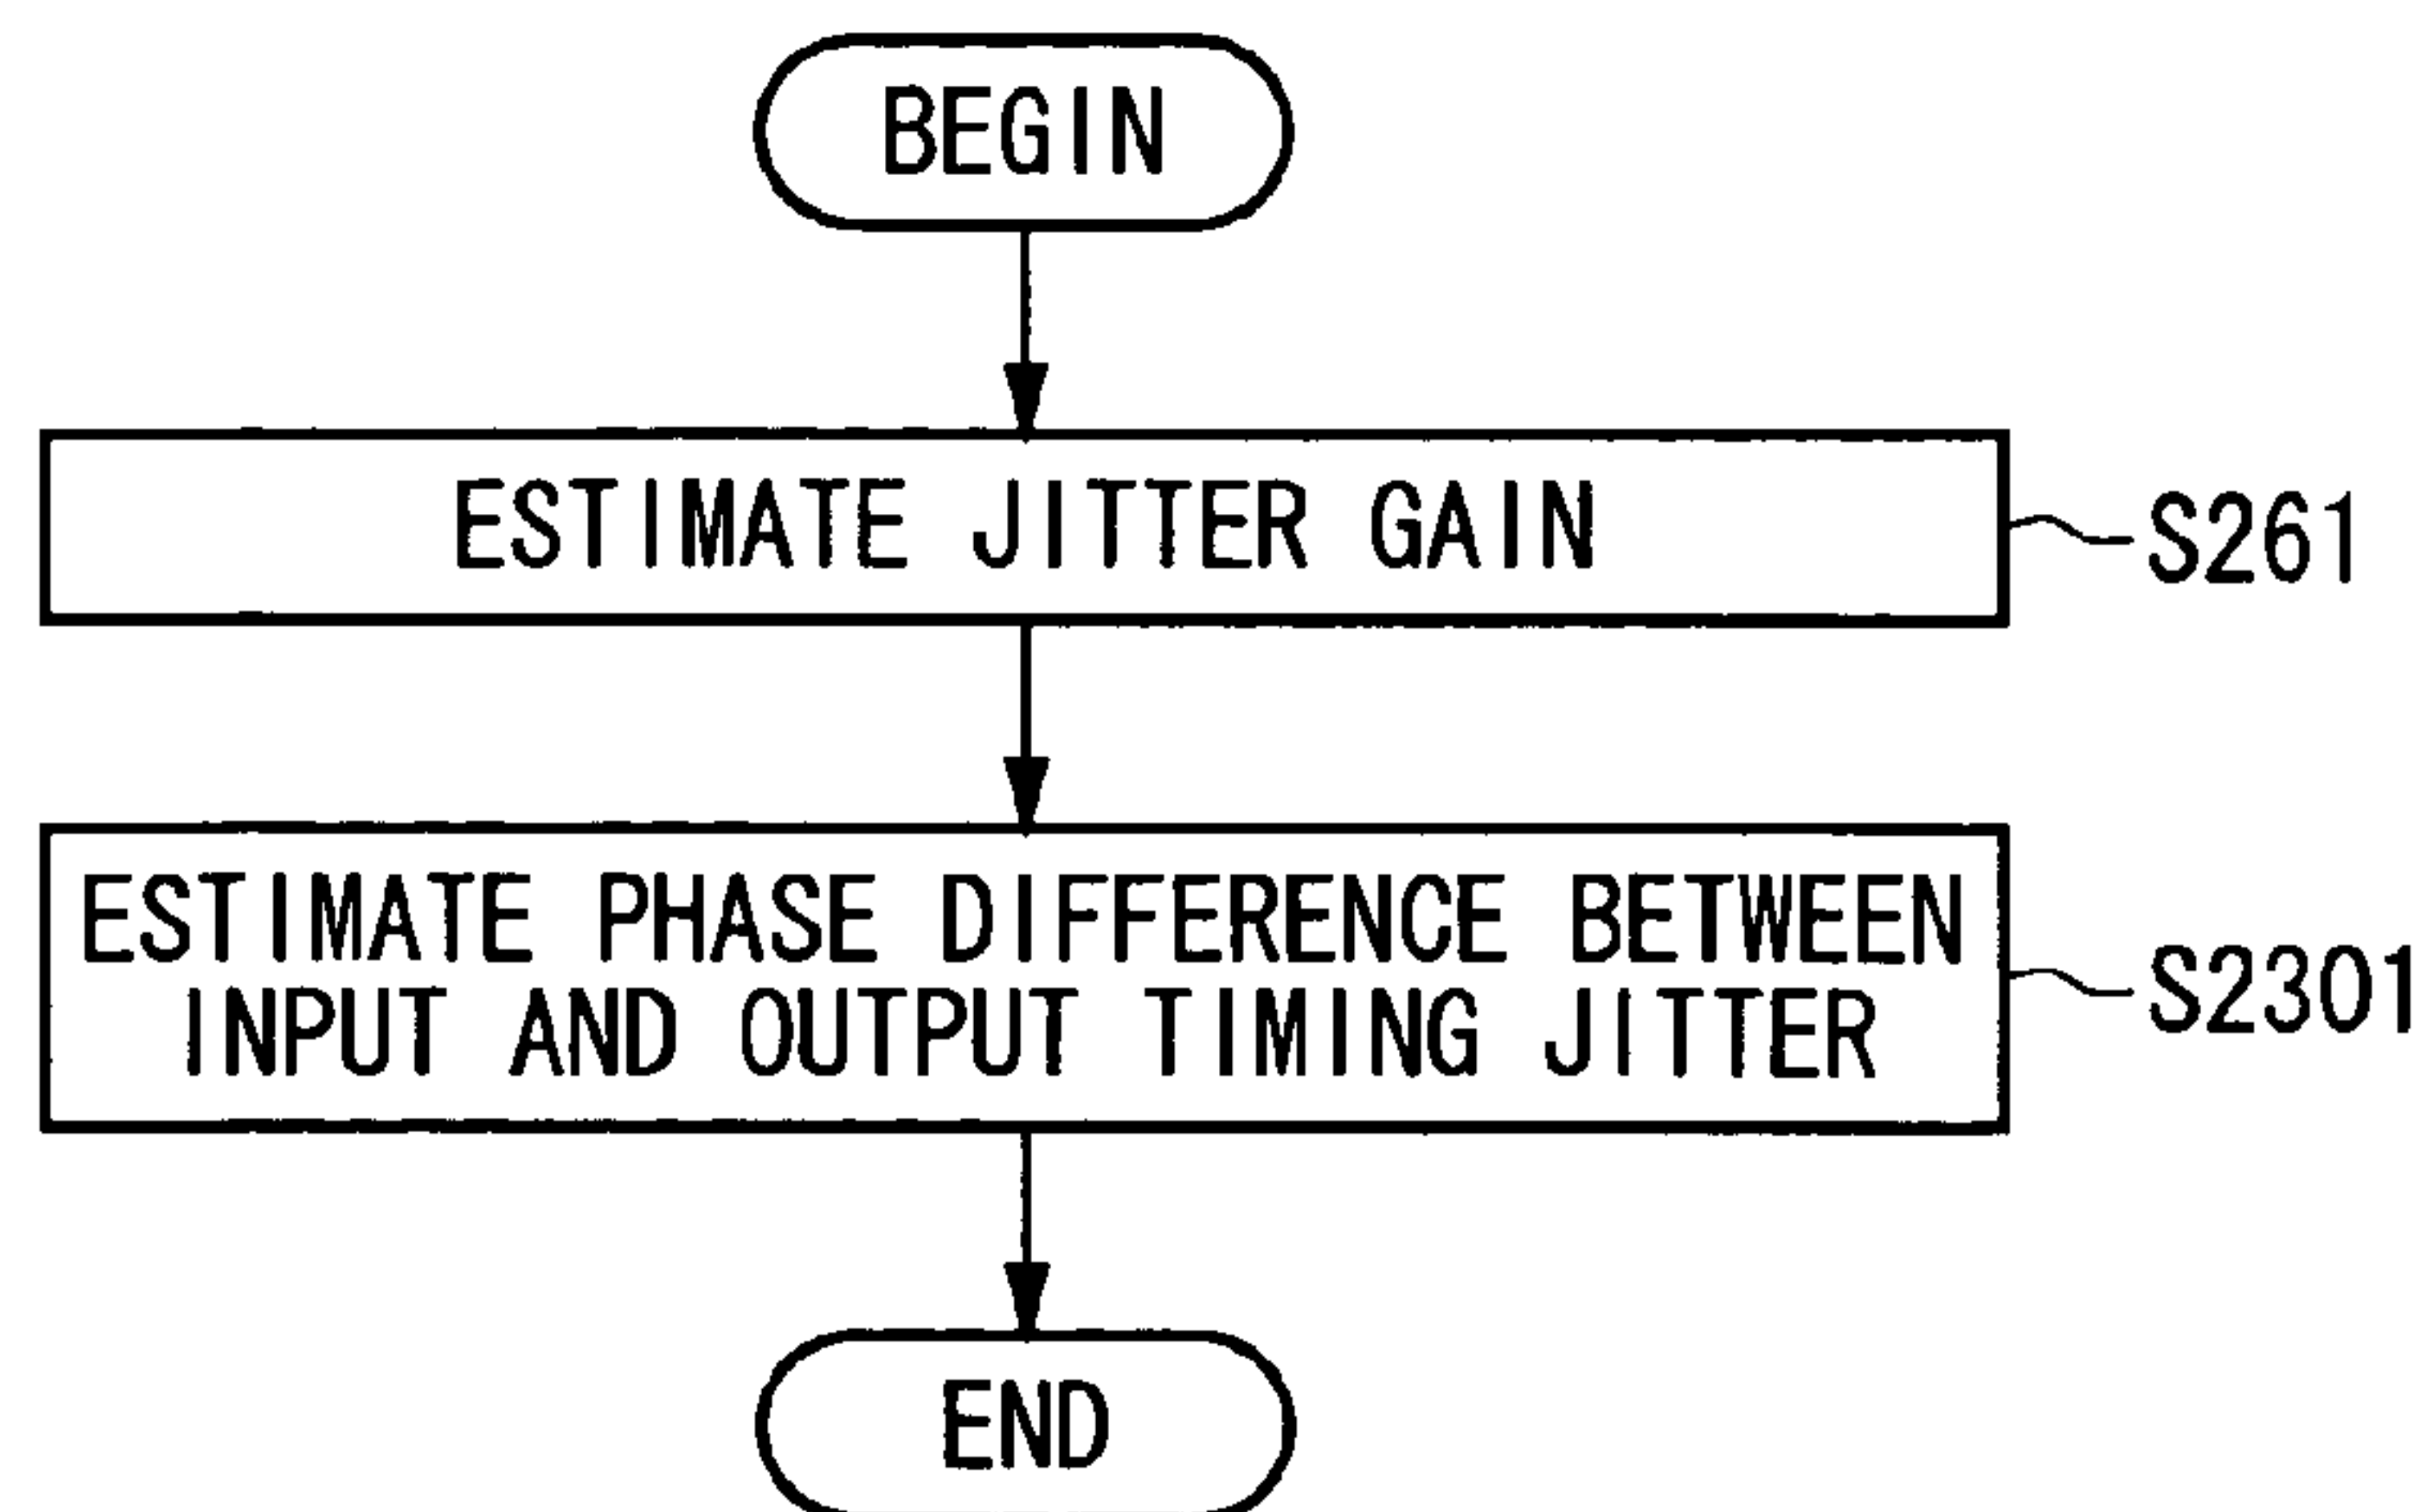 BEGIN
ESTIMATE JITTER GAIN
S261
ESTIMATE PHASE DIFFERENCE BETWEEN
INPUT AND OUTPUT TIMING JITTER
S2301
END